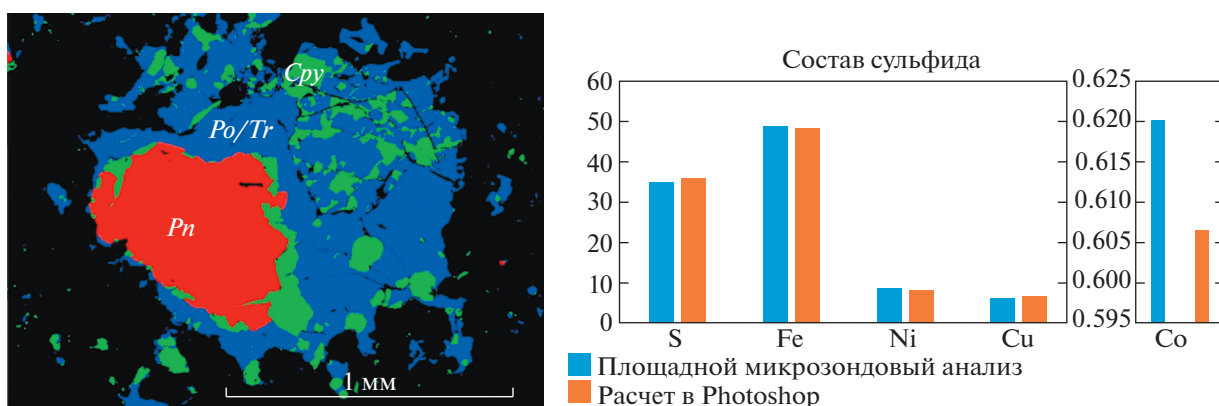 Cpy
Po/Tr
Pn
1 мм
Состав сульфида
60
50
40
30
20
10
0
S
Fe
Ni
Cu
0.625
0.620
0.615
0.610
0.605
0.600
0.595
Co
Площадной микрозондовый анализ
Расчет в Photoshop